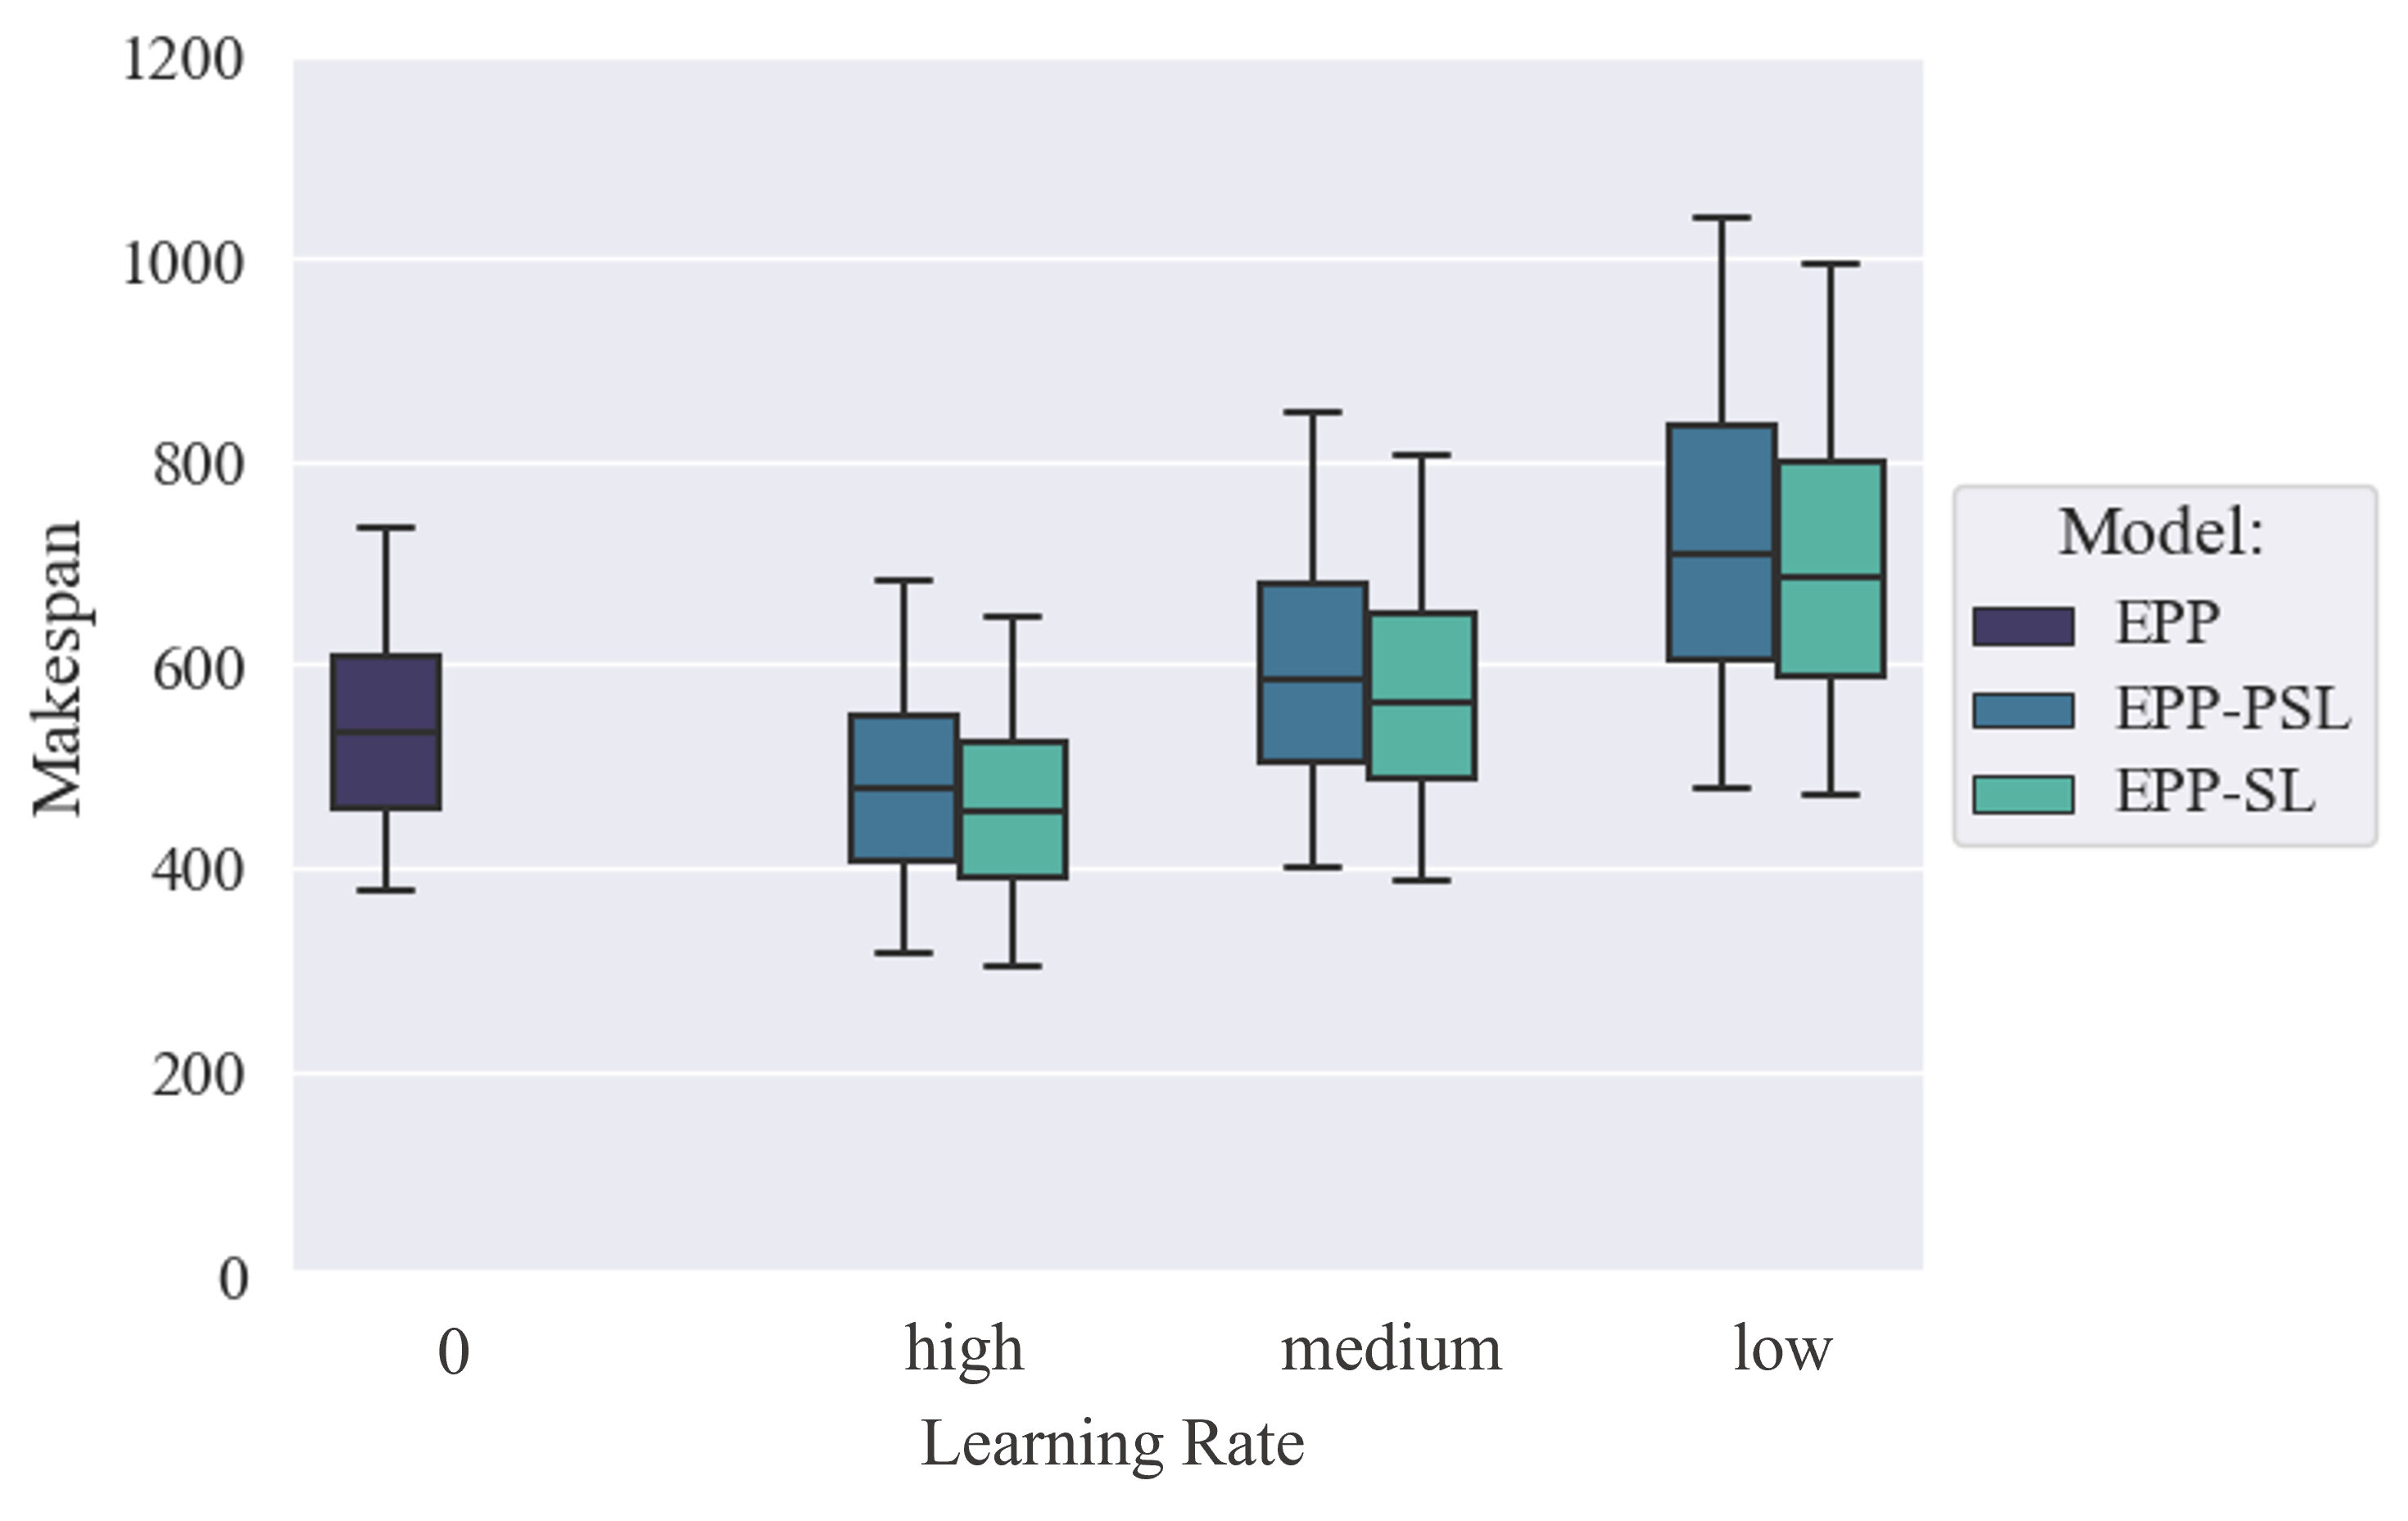 1200
1000
800
600
400
200
0
Makespan
0 high medium low
Learning Rate
Model:
EPP
EPP-PSL
EPP-SL